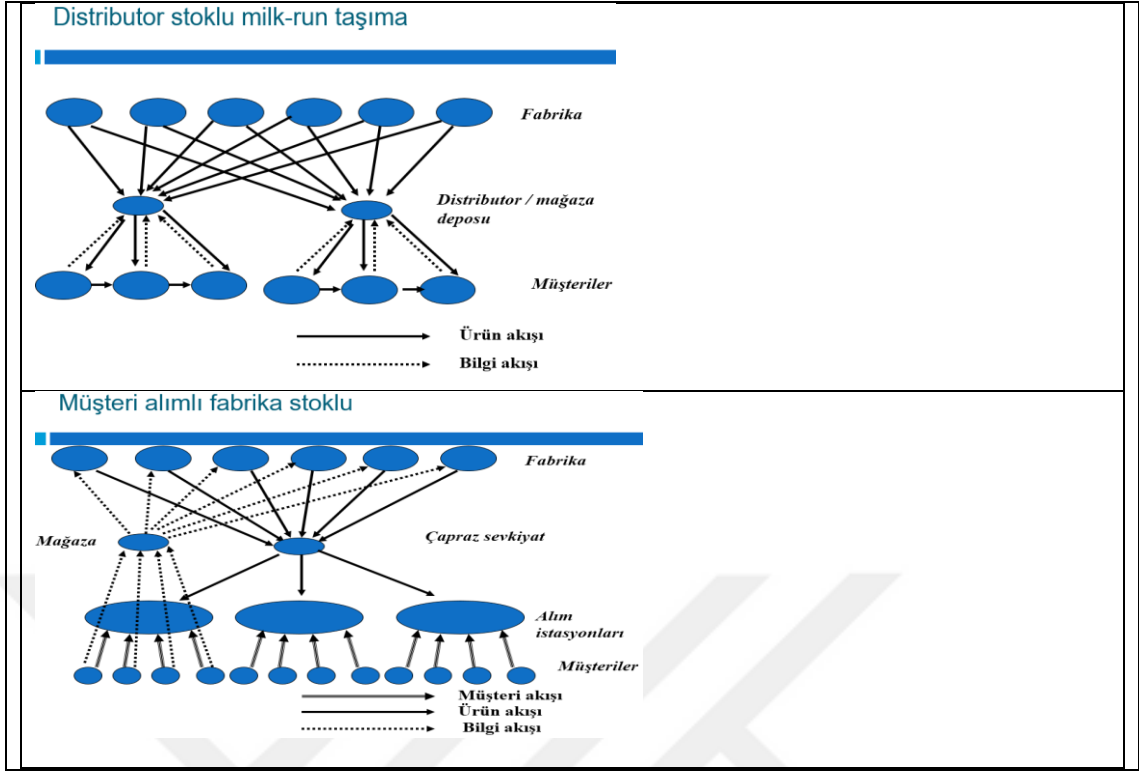 Distributor stoklu milk-run taşıma
Fabrika
Distributor / mağaza
deposu
Müşteriler
Ürün akışı
Bilgi akışı
Müşteri alımlı fabrika stoklu
Fabrika
Mağaza
Çapraz sevkiyat
Alım
istasyonları
Müşteriler
Müşteri akışı
Ürün akışı
Bilgi akışı